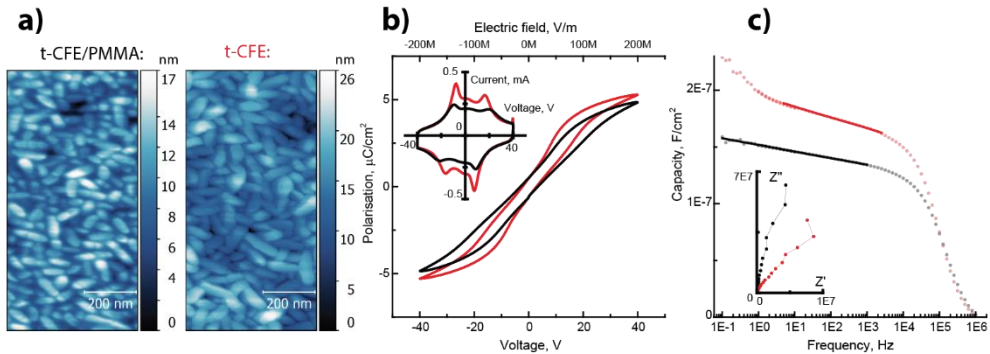 a)
t-CFE/PMMA:
nm
17
16
14
12
10
8
6
4
2
0
200 nm
t-CFE:
nm
26
25
20
15
10
5
0
200 nm
b)
Electric field, V/m
-200M -100M 0M 100M 200M
Polarisation, µC/cm²
5
0
-5
0.5
Current, mA
Voltage, V
0
-40
40
-0.5
-40 -20 0 20 40
Voltage, V
c)
Capacity, F/cm²
2E-7
1E-7
7E7
Z''
Z'
0
1E7
1E-1 1E0 1E1 1E2 1E3 1E4 1E5 1E6
Frequency, Hz